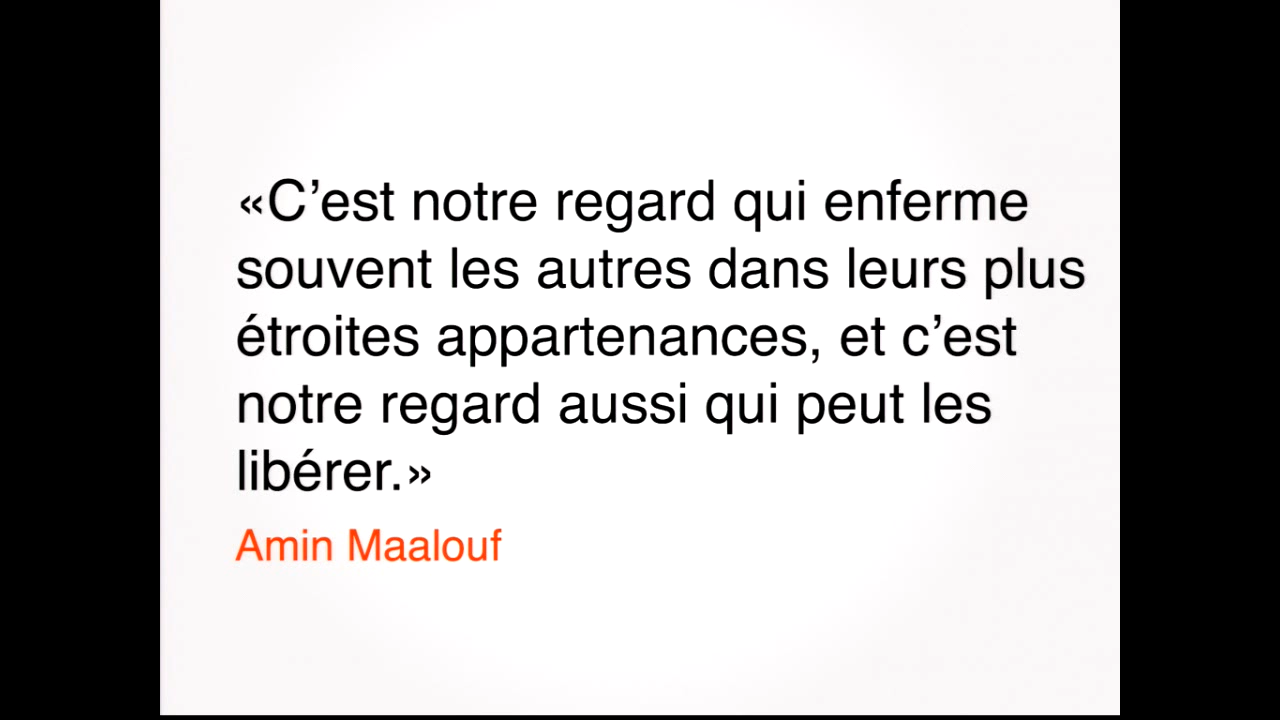 «C’est notre regard qui enferme
souvent les autres dans leurs plus
étroites appartenances, et c’est
notre regard aussi qui peut les
libérer.»
Amin Maalouf